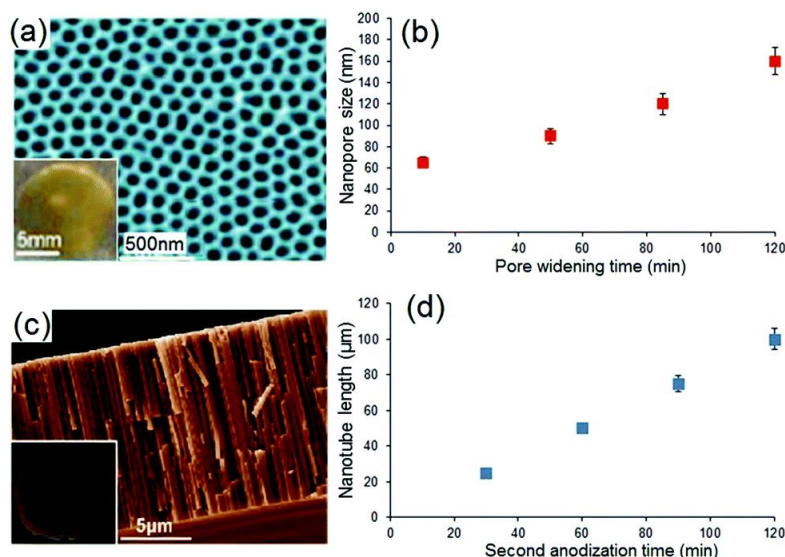 (a)
5mm
500nm
(b)
Nanopore size (nm)
200
180
160
140
120
100
80
60
40
20
0
0 20 40 60 80 100 120
Pore widening time (min)
(c)
5µm
(d)
Nanotube length (µm)
120
100
80
60
40
20
0
0 20 40 60 80 100 120
Second anodization time (min)